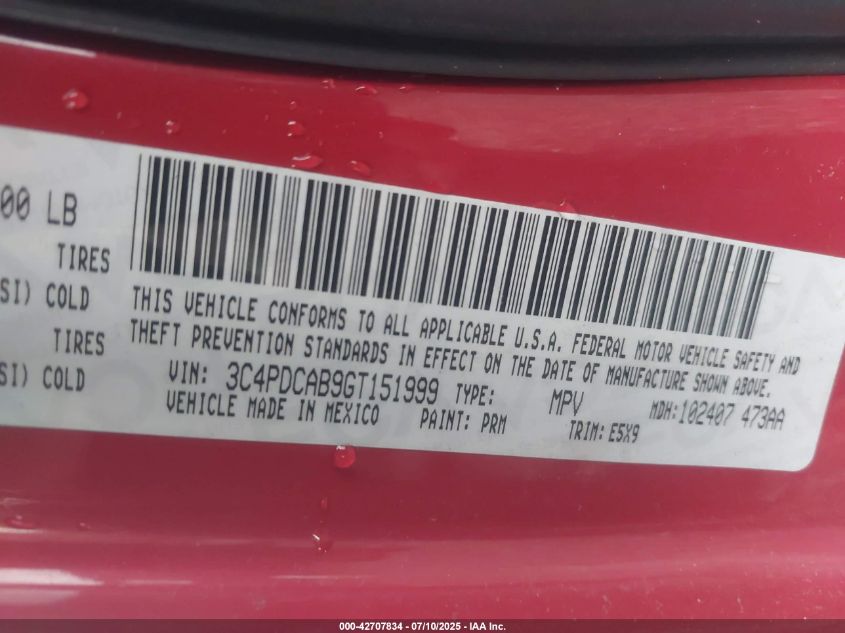 00 LB
TIRES
SI) COLD
TIRES
SI) COLD
THIS VEHICLE CONFORMS TO ALL APPLICABLE U.S.A. FEDERAL MOTOR VEHICLE SAFETY AND
THEFT PREVENTION STANDARDS IN EFFECT ON THE DATE OF MANUFACTURE SHOWN ABOVE.
VIN: 3C4PDCAB9GT151999 TYPE: MPV MDH:102407 473AA
VEHICLE MADE IN MEXICO PAINT: PRM TRIM: E5X9
000-42707834 / 07/10/2025 - IAA Inc.